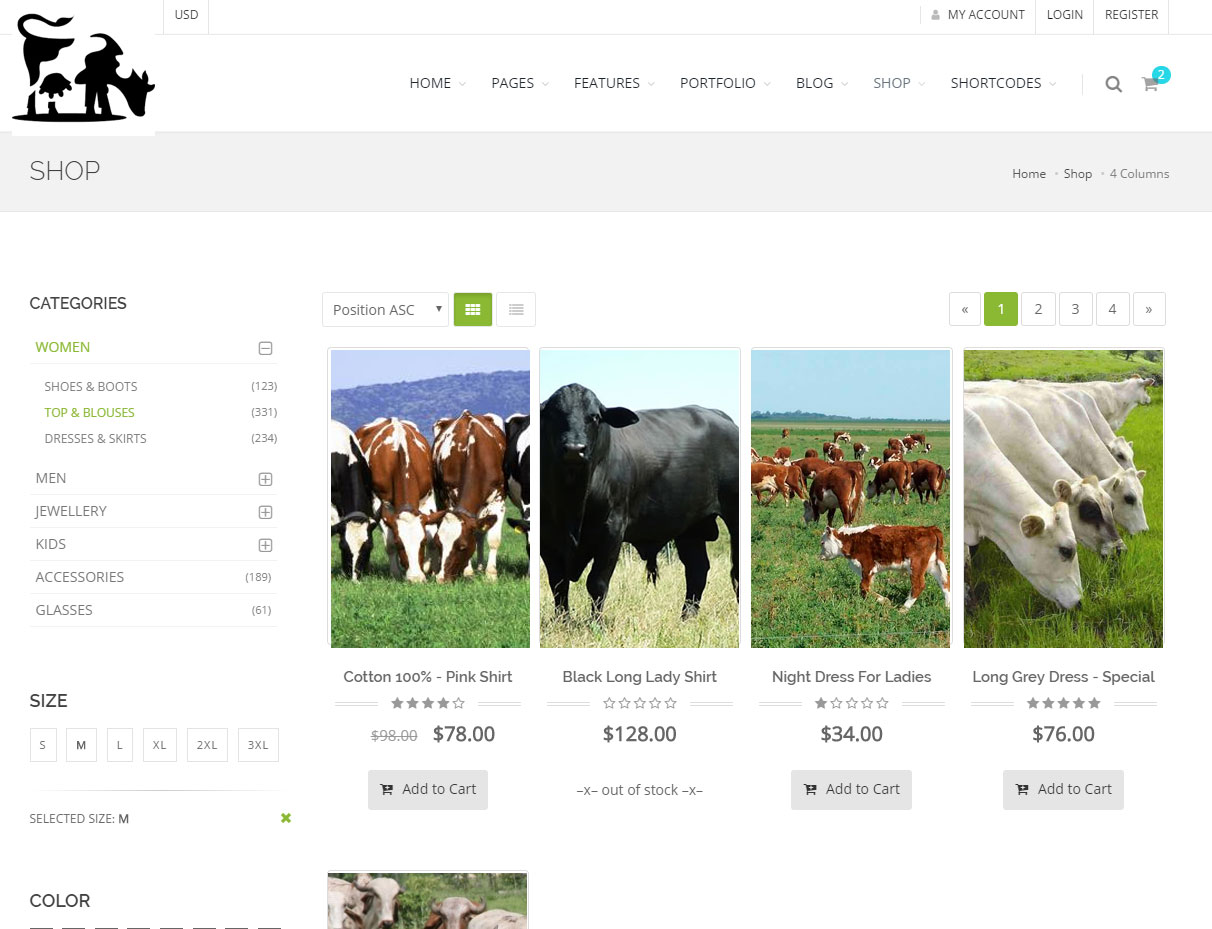 USD
MY ACCOUNT LOGIN REGISTER
HOME PAGES FEATURES PORTFOLIO BLOG SHOP SHORTCODES 2
SHOP
Home • Shop • 4 Columns
CATEGORIES
WOMEN
SHOES & BOOTS (123)
TOP & BLOUSES (331)
DRESSES & SKIRTS (234)
MEN
JEWELLERY
KIDS
ACCESSORIES (189)
GLASSES (61)
SIZE
S M L XL 2XL 3XL
SELECTED SIZE: M
COLOR
Position ASC
« 1 2 3 4 »
Cotton 100% - Pink Shirt
$98.00 $78.00
Add to Cart
Black Long Lady Shirt
$128.00
–x– out of stock –x–
Night Dress For Ladies
$34.00
Add to Cart
Long Grey Dress - Special
$76.00
Add to Cart